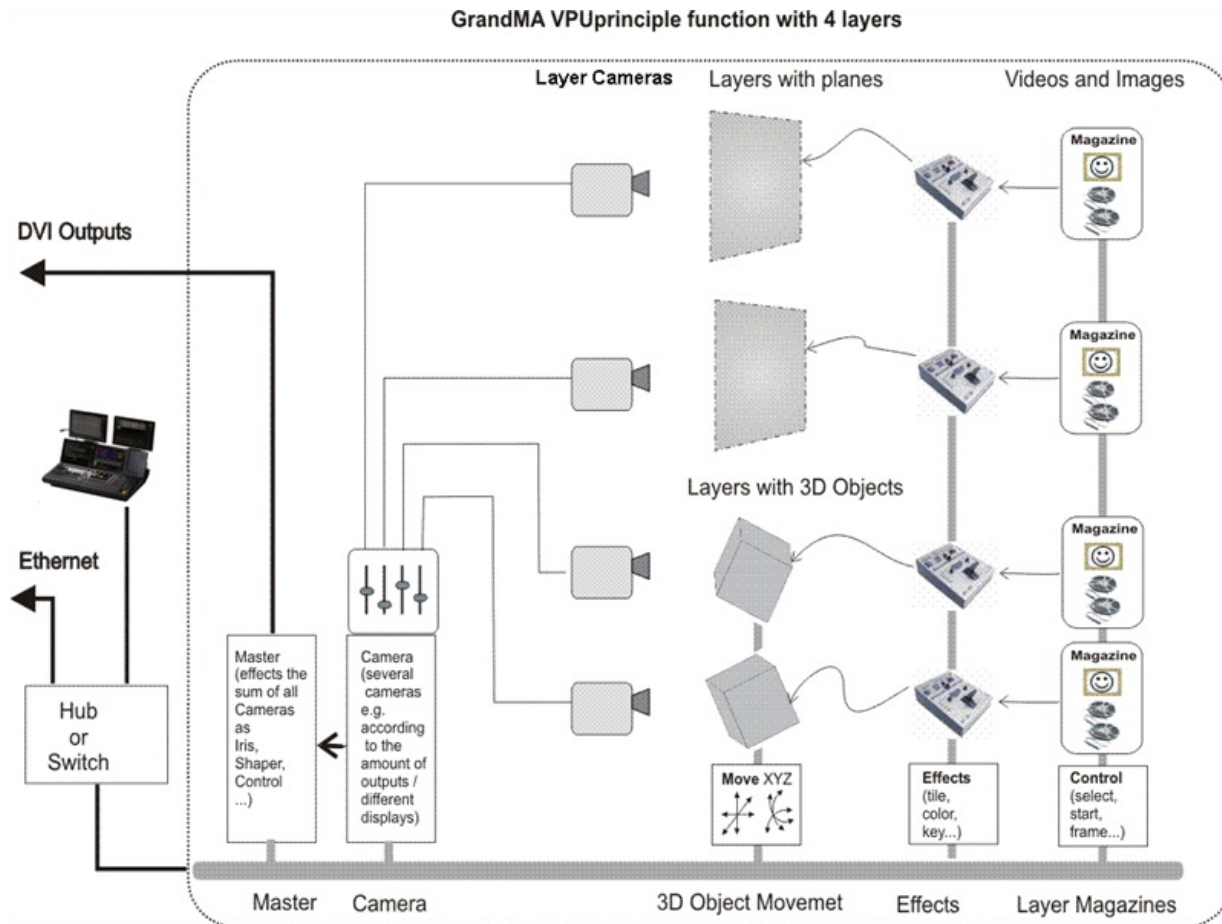 GrandMA VPUprinciple function with 4 layers
Layer Cameras
Layers with planes
Videos and Images
Magazine
DVI Outputs
Magazine
Layers with 3D Objects
Magazine
Ethernet
Magazine
Hub
or
Switch
Master
(effects the
sum of all
Cameras
as
Iris,
Shaper,
Control
...)
Camera
(several
cameras
e.g.
according
to the
amount of
outputs /
different
displays)
Move XYZ
Effects
(tile,
color,
key...)
Control
(select,
start,
frame...)
Master
Camera
3D Object Movemet
Effects
Layer Magazines